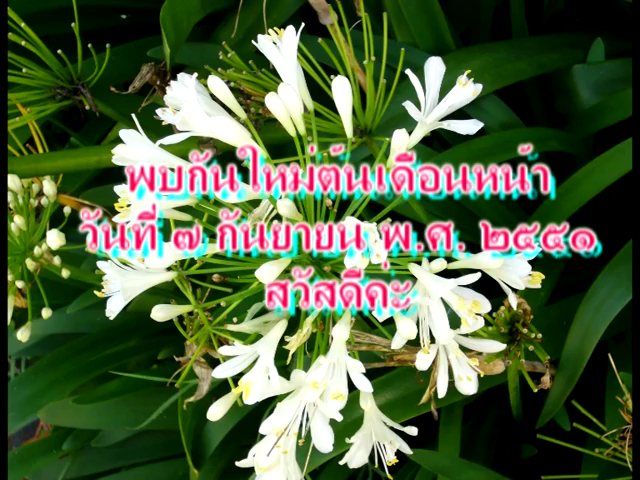 พบกันใหม่ต้นเดือนหน้า
วันที่ ๗ กันยายน พ.ศ. ๒๕๕๑
สวัสดีค่ะ